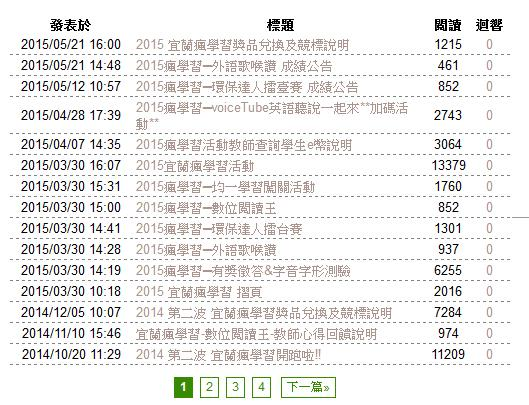 發表於 標題 閱讀 迴響
2015/05/21 16:00 2015 宜蘭瘋學習獎品兌換及競標說明 1215 0
2015/05/21 14:48 2015瘋學習─外語歌喉讚 成績公告 461 0
2015/05/12 10:57 2015瘋學習─環保達人擂臺賽 成績公告 852 0
2015/04/28 17:39 2015瘋學習─voiceTube英語聽說一起來**加碼活 2743 0
動**
2015/04/07 14:35 2015瘋學習活動教師查詢學生e幣說明 3064 0
2015/03/30 16:07 2015宜蘭瘋學習活動 13379 0
2015/03/30 15:31 2015瘋學習─均一學習闖關活動 1760 0
2015/03/30 15:00 2015瘋學習─數位閱讀王 852 0
2015/03/30 14:41 2015瘋學習─環保達人擂台賽 1301 0
2015/03/30 14:28 2015瘋學習─外語歌喉讚 937 0
2015/03/30 14:19 2015瘋學習─有獎徵答&字音字形測驗 6255 0
2015/03/30 10:18 2015 宜蘭瘋學習 摺頁 2016 0
2014/12/05 10:07 2014 第二波 宜蘭瘋學習獎品兌換及競標說明 7284 0
2014/11/10 15:46 宜蘭瘋學習-數位閱讀王-教師心得回饋說明 974 0
2014/10/20 11:29 2014 第二波 宜蘭瘋學習開跑啦!! 11209 0
1 2 3 4 下一篇»